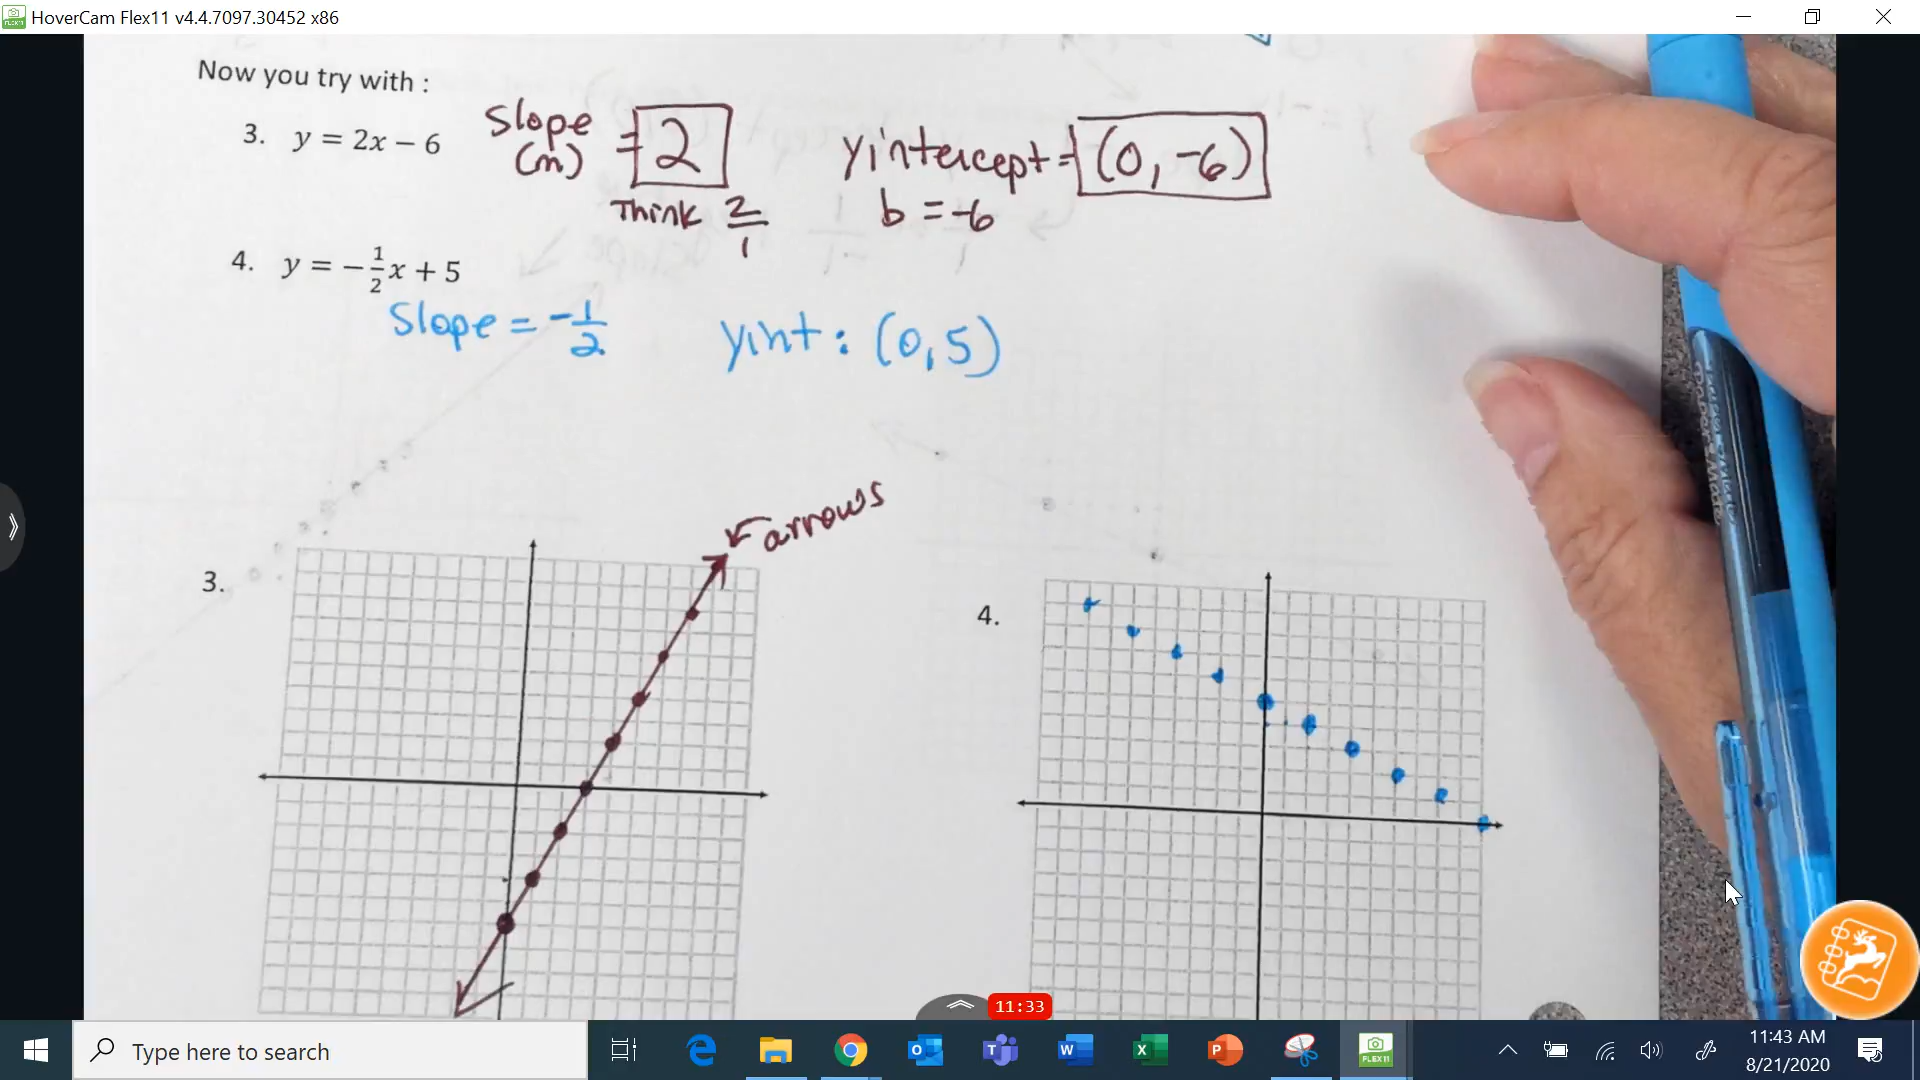 HoverCam Flex11 v4.4.7097.30452 x86
Now you try with :
3. y = 2x − 6
Slope (m) = 2
Think 2/1
yintercept = (0, -6)
b = -6
4. y = −1/2x + 5
Slope = -1/2
yint : (0, 5)
arrows
3.
4.
11:33
Type here to search
11:43 AM
8/21/2020
FLEX11